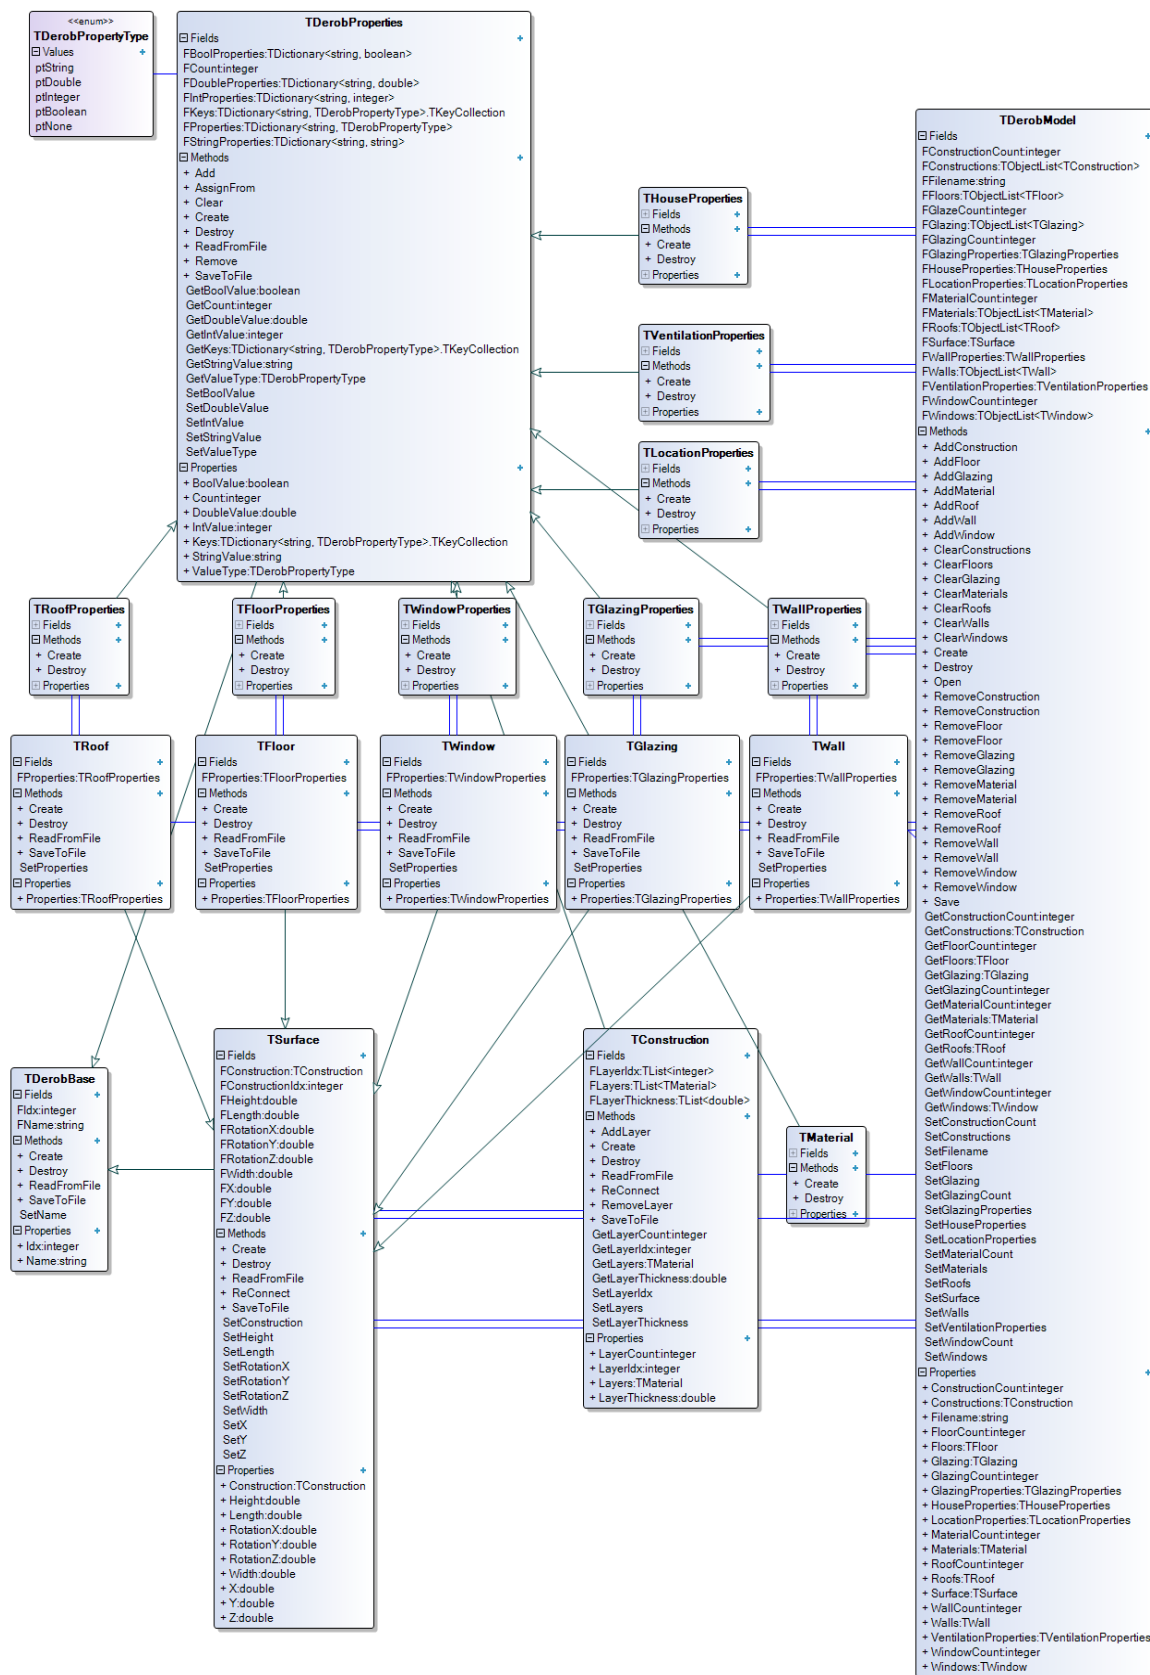 <<enum>>
TDerobPropertyType
Values
ptString
ptDouble
ptInteger
ptBoolean
ptNone
TDerobProperties
Fields
FBoolProperties:TDictionary<string, boolean>
FCount:integer
FDoubleProperties:TDictionary<string, double>
FIntProperties:TDictionary<string, integer>
FKeys:TDictionary<string, TDerobPropertyType>.TKeyCollection
FProperties:TDictionary<string, TDerobPropertyType>
FStringProperties:TDictionary<string, string>
Methods
+ Add
+ AssignFrom
+ Clear
+ Create
+ Destroy
+ ReadFromFile
+ Remove
+ SaveToFile
GetBoolValue:boolean
GetCount:integer
GetDoubleValue:double
GetIntValue:integer
GetKeys:TDictionary<string, TDerobPropertyType>.TKeyCollection
GetStringValue:string
GetValueType:TDerobPropertyType
SetBoolValue
SetDoubleValue
SetIntValue
SetStringValue
SetValueType
Properties
+ BoolValue:boolean
+ Count:integer
+ DoubleValue:double
+ IntValue:integer
+ Keys:TDictionary<string, TDerobPropertyType>.TKeyCollection
+ StringValue:string
+ ValueType:TDerobPropertyType
THouseProperties
Fields
Methods
+ Create
+ Destroy
Properties
TVentilationProperties
Fields
Methods
+ Create
+ Destroy
Properties
TLocationProperties
Fields
Methods
+ Create
+ Destroy
Properties
TDerobModel
Fields
FConstructionCount:integer
FConstructions:TObjectList<TConstruction>
FFilename:string
FFloors:TObjectList<TFloor>
FGlazeCount:integer
FGlazing:TObjectList<TGlazing>
FGlazingCount:integer
FGlazingProperties:TGlazingProperties
FHouseProperties:THouseProperties
FLocationProperties:TLocationProperties
FMaterialCount:integer
FMaterials:TObjectList<TMaterial>
FRoofs:TObjectList<TRoof>
FSurface:TSurface
FWallProperties:TWallProperties
FWalls:TObjectList<TWall>
FVentilationProperties:TVentilationProperties
FWindowCount:integer
FWindows:TObjectList<TWindow>
Methods
+ AddConstruction
+ AddFloor
+ AddGlazing
+ AddMaterial
+ AddRoof
+ AddWall
+ AddWindow
+ ClearConstructions
+ ClearFloors
+ ClearGlazing
+ ClearMaterials
+ ClearRoofs
+ ClearWalls
+ ClearWindows
+ Create
+ Destroy
+ Open
+ RemoveConstruction
+ RemoveConstruction
+ RemoveFloor
+ RemoveFloor
+ RemoveGlazing
+ RemoveGlazing
+ RemoveMaterial
+ RemoveMaterial
+ RemoveRoof
+ RemoveRoof
+ RemoveWall
+ RemoveWall
+ RemoveWindow
+ RemoveWindow
+ Save
GetConstructionCount:integer
GetConstructions:TConstruction
GetFloorCount:integer
GetFloors:TFloor
GetGlazing:TGlazing
GetGlazingCount:integer
GetMaterialCount:integer
GetMaterials:TMaterial
GetRoofCount:integer
GetRoofs:TRoof
GetWallCount:integer
GetWalls:TWall
GetWindowCount:integer
GetWindows:TWindow
SetConstructionCount
SetConstructions
SetFilename
SetFloors
SetGlazing
SetGlazingCount
SetGlazingProperties
SetHouseProperties
SetLocationProperties
SetMaterialCount
SetMaterials
SetRoofs
SetSurface
SetWalls
SetVentilationProperties
SetWindowCount
SetWindows
Properties
+ ConstructionCount:integer
+ Constructions:TConstruction
+ Filename:string
+ FloorCount:integer
+ Floors:TFloor
+ Glazing:TGlazing
+ GlazingCount:integer
+ GlazingProperties:TGlazingProperties
+ HouseProperties:THouseProperties
+ LocationProperties:TLocationProperties
+ MaterialCount:integer
+ Materials:TMaterial
+ RoofCount:integer
+ Roofs:TRoof
+ Surface:TSurface
+ WallCount:integer
+ Walls:TWall
+ VentilationProperties:TVentilationProperties
+ WindowCount:integer
+ Windows:TWindow
TRoofProperties
Fields
Methods
+ Create
+ Destroy
Properties
TFloorProperties
Fields
Methods
+ Create
+ Destroy
Properties
TWindowProperties
Fields
Methods
+ Create
+ Destroy
Properties
TGlazingProperties
Fields
Methods
+ Create
+ Destroy
Properties
TWallProperties
Fields
Methods
+ Create
+ Destroy
Properties
TRoof
Fields
FProperties:TRoofProperties
Methods
+ Create
+ Destroy
+ ReadFromFile
+ SaveToFile
SetProperties
Properties
+ Properties:TRoofProperties
TFloor
Fields
FProperties:TFloorProperties
Methods
+ Create
+ Destroy
+ ReadFromFile
+ SaveToFile
SetProperties
Properties
+ Properties:TFloorProperties
TWindow
Fields
FProperties:TWindowProperties
Methods
+ Create
+ Destroy
+ ReadFromFile
+ SaveToFile
SetProperties
Properties
+ Properties:TWindowProperties
TGlazing
Fields
FProperties:TGlazingProperties
Methods
+ Create
+ Destroy
+ ReadFromFile
+ SaveToFile
SetProperties
Properties
+ Properties:TGlazingProperties
TWall
Fields
FProperties:TWallProperties
Methods
+ Create
+ Destroy
+ ReadFromFile
+ SaveToFile
SetProperties
Properties
+ Properties:TWallProperties
TDerobBase
Fields
FIdx:integer
FName:string
Methods
+ Create
+ Destroy
+ ReadFromFile
+ SaveToFile
SetName
Properties
+ Idx:integer
+ Name:string
TSurface
Fields
FConstruction:TConstruction
FConstructionIdx:integer
FHeight:double
FLength:double
FRotationX:double
FRotationY:double
FRotationZ:double
FWidth:double
FX:double
FY:double
FZ:double
Methods
+ Create
+ Destroy
+ ReadFromFile
+ ReConnect
+ SaveToFile
SetConstruction
SetHeight
SetLength
SetRotationX
SetRotationY
SetRotationZ
SetWidth
SetX
SetY
SetZ
Properties
+ Construction:TConstruction
+ Height:double
+ Length:double
+ RotationX:double
+ RotationY:double
+ RotationZ:double
+ Width:double
+ X:double
+ Y:double
+ Z:double
TConstruction
Fields
FLayerIdx:TList<integer>
FLayers:TList<TMaterial>
FLayerThickness:TList<double>
Methods
+ AddLayer
+ Create
+ Destroy
+ ReadFromFile
+ ReConnect
+ RemoveLayer
+ SaveToFile
GetLayerCount:integer
GetLayerIdx:integer
GetLayers:TMaterial
GetLayerThickness:double
SetLayerIdx
SetLayers
SetLayerThickness
Properties
+ LayerCount:integer
+ LayerIdx:integer
+ Layers:TMaterial
+ LayerThickness:double
TMaterial
Fields
Methods
+ Create
+ Destroy
Properties